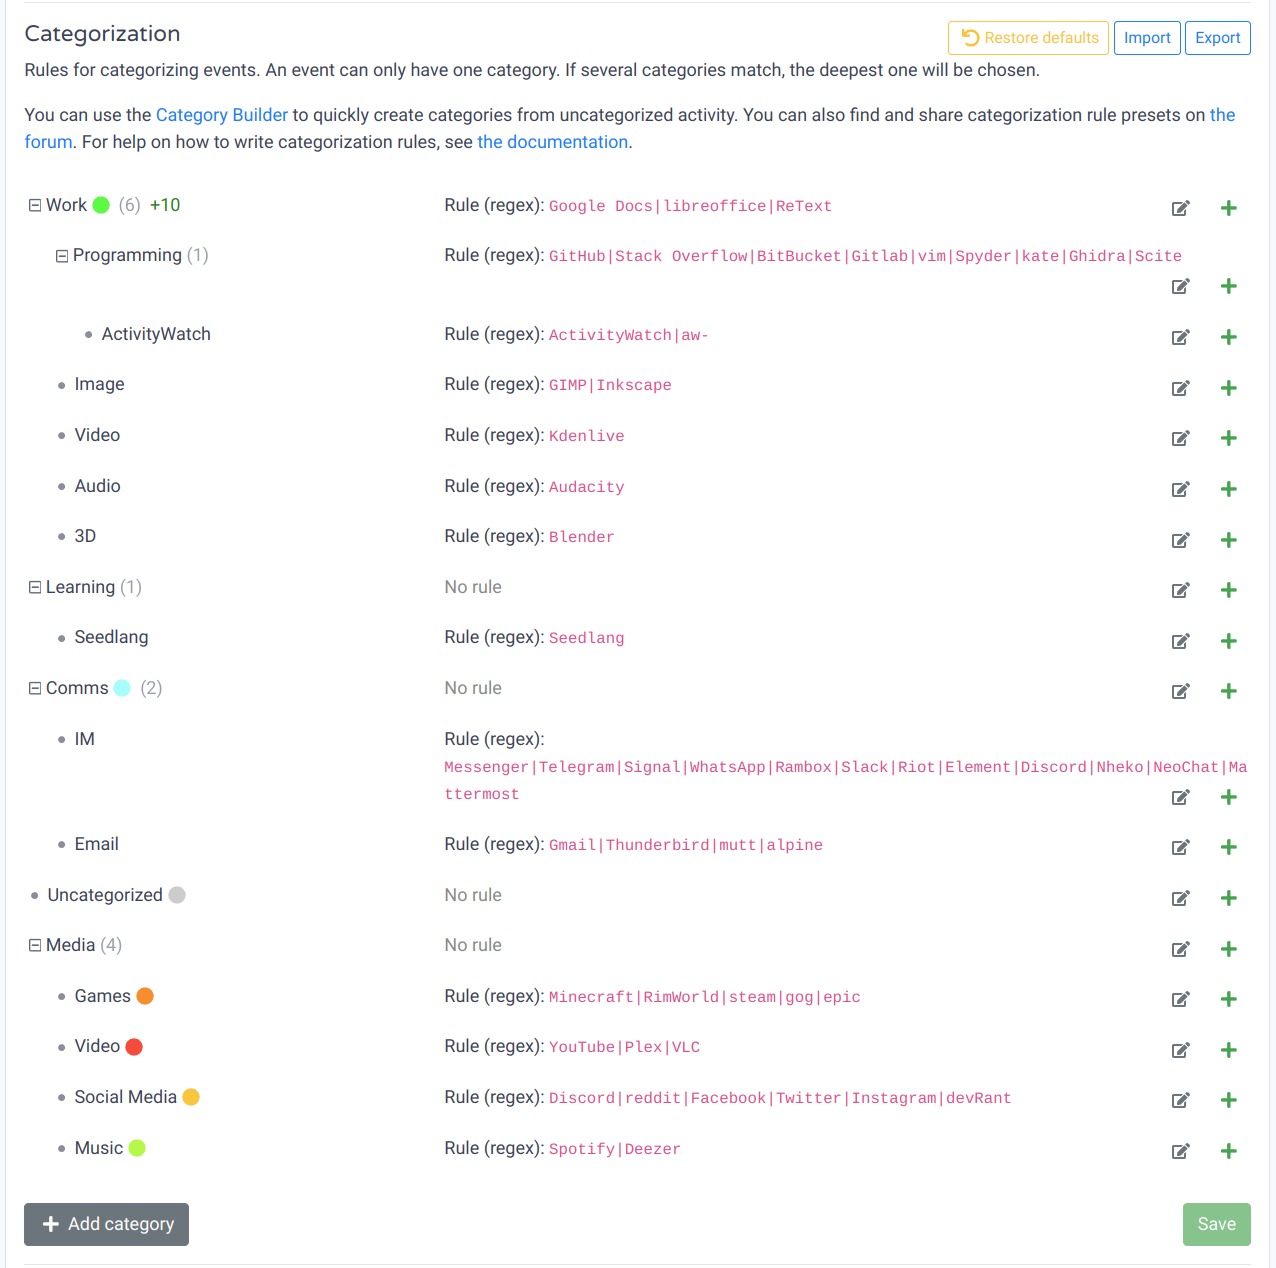 Categorization
Restore defaults
Import
Export
Rules for categorizing events. An event can only have one category. If several categories match, the deepest one will be chosen.
You can use the Category Builder to quickly create categories from uncategorized activity. You can also find and share categorization rule presets on the
forum. For help on how to write categorization rules, see the documentation.
Work (6) +10 Rule (regex): Google Docs|libreoffice|ReText
Programming (1) Rule (regex): GitHub|Stack Overflow|BitBucket|Gitlab|vim|Spyder|kate|Ghidra|Scite
ActivityWatch Rule (regex): ActivityWatch|aw-
Image Rule (regex): GIMP|Inkscape
Video Rule (regex): Kdenlive
Audio Rule (regex): Audacity
3D Rule (regex): Blender
Learning (1) No rule
Seedlang Rule (regex): Seedlang
Comms (2) No rule
IM Rule (regex):
Messenger|Telegram|Signal|WhatsApp|Rambox|Slack|Riot|Element|Discord|Nheko|NeoChat|Ma
ttermost
Email Rule (regex): Gmail|Thunderbird|mutt|alpine
Uncategorized No rule
Media (4) No rule
Games Rule (regex): Minecraft|RimWorld|steam|gog|epic
Video Rule (regex): YouTube|Plex|VLC
Social Media Rule (regex): Discord|reddit|Facebook|Twitter|Instagram|devRant
Music Rule (regex): Spotify|Deezer
Add category
Save